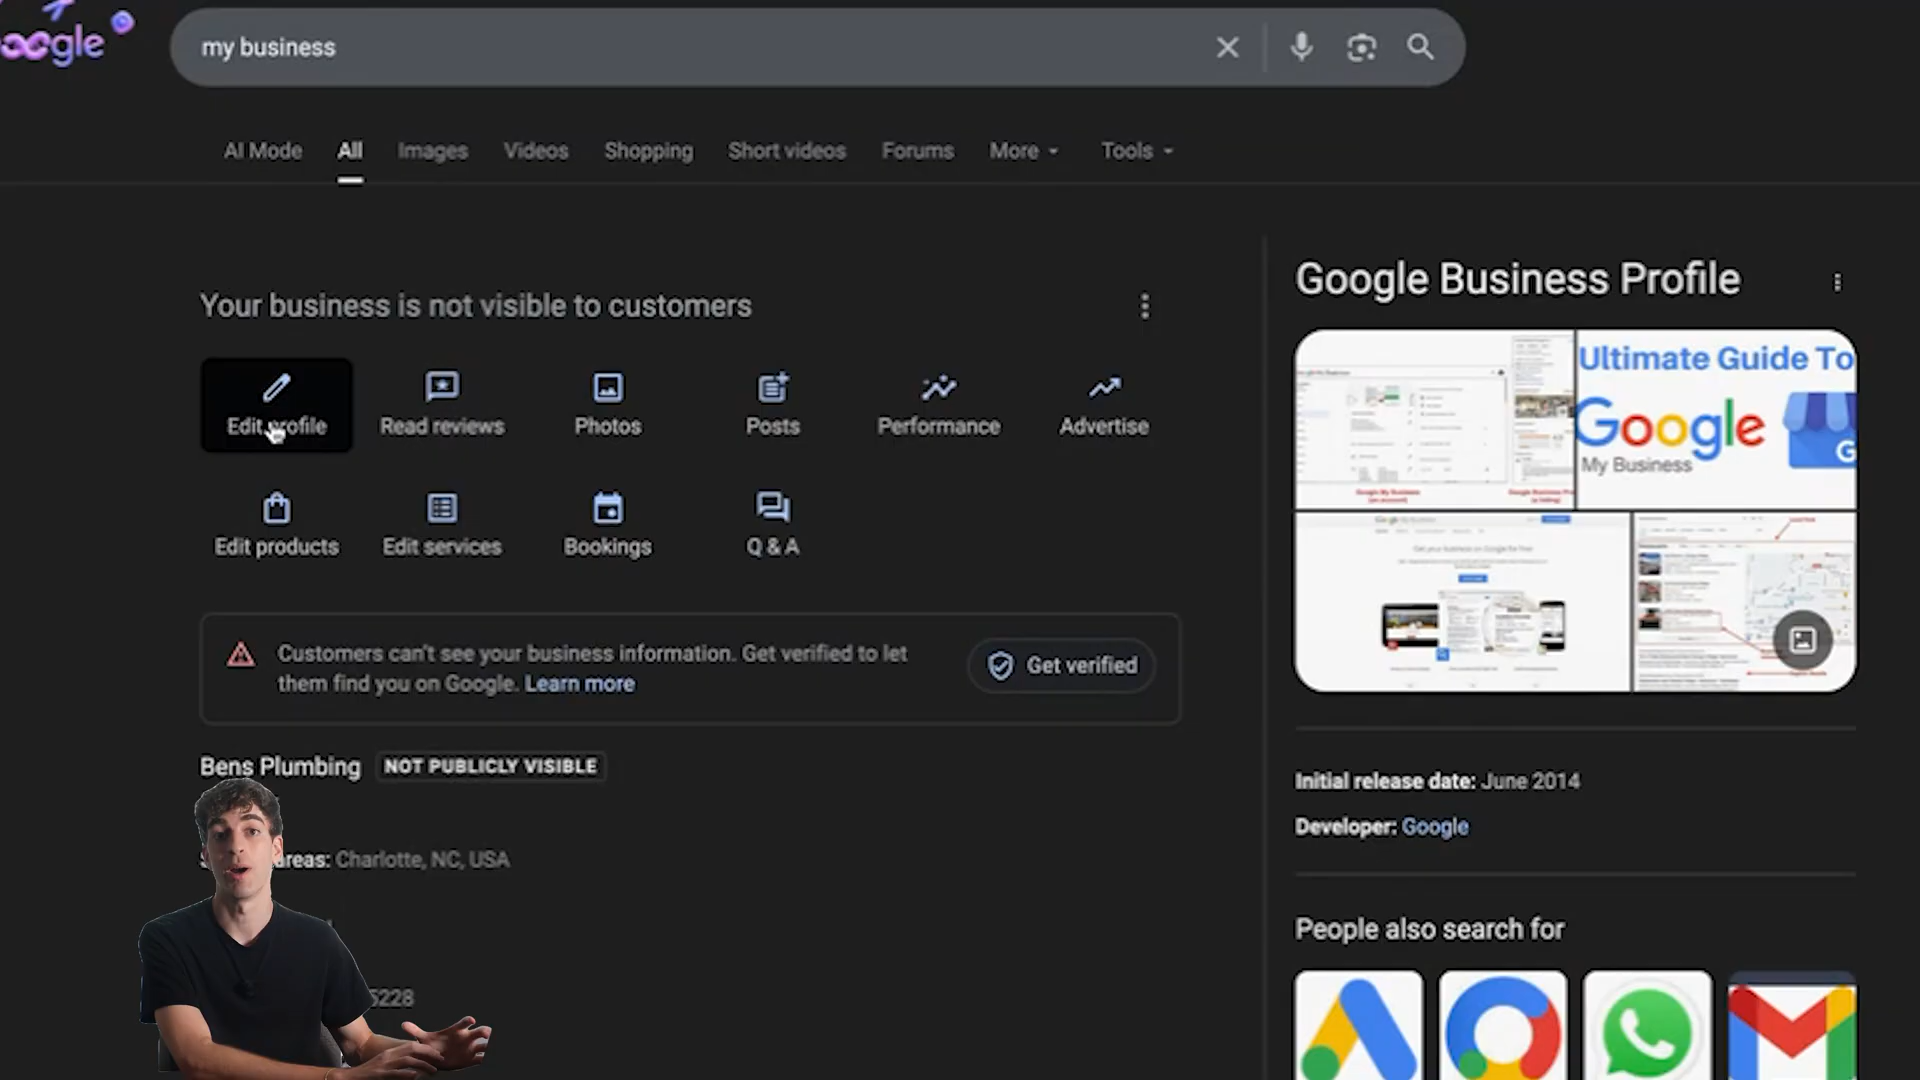 my business
AI Mode
All
Images
Videos
Shopping
Short videos
Forums
More
Tools
Your business is not visible to customers
Edit profile
Read reviews
Photos
Posts
Performance
Advertise
Edit products
Edit services
Bookings
Q & A
Customers can't see your business information. Get verified to let
them find you on Google. Learn more
Get verified
Bens Plumbing
NOT PUBLICLY VISIBLE
areas: Charlotte, NC, USA
5228
Google Business Profile
Ultimate Guide To
Google
My Business
Initial release date: June 2014
Developer: Google
People also search for